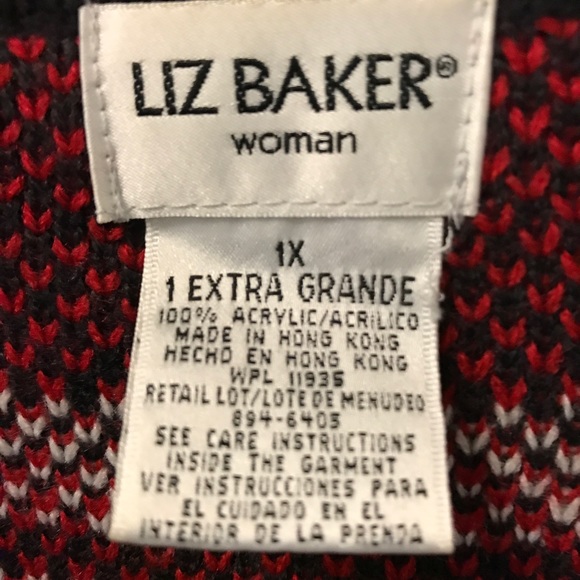 LIZ BAKER®
woman
1X
1 EXTRA GRANDE
100% ACRYLIC/ACRILICO
MADE IN HONG KONG
HECHO EN HONG KONG
WPL 11935
RETAIL LOT/LOTE DE MENUDEO
894-6405
SEE CARE INSTRUCTIONS
INSIDE THE GARMENT
VER INSTRUCCIONES PARA
EL CUIDADO EN EL
INTERIOR DE LA PRENDA